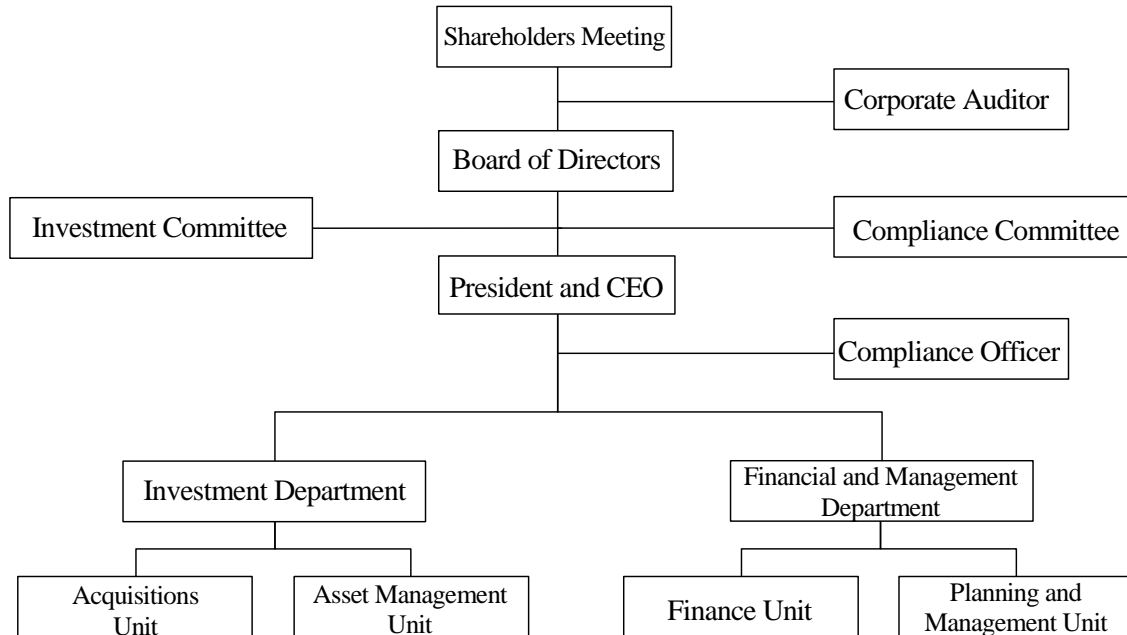 Shareholders Meeting
Corporate Auditor
Board of Directors
Investment Committee
Compliance Committee
President and CEO
Compliance Officer
Investment Department
Financial and Management
Department
Acquisitions
Unit
Asset Management
Unit
Finance Unit
Planning and
Management Unit